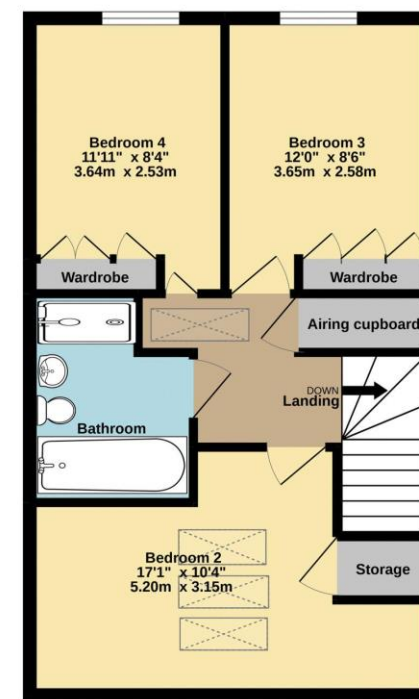 Bedroom 4
11'11" x 8'4"
3.64m x 2.53m
Bedroom 3
12'0" x 8'6"
3.65m x 2.58m
Wardrobe
Wardrobe
Airing cupboard
DOWN
Landing
Bathroom
Bedroom 2
17'1" x 10'4"
5.20m x 3.15m
Storage